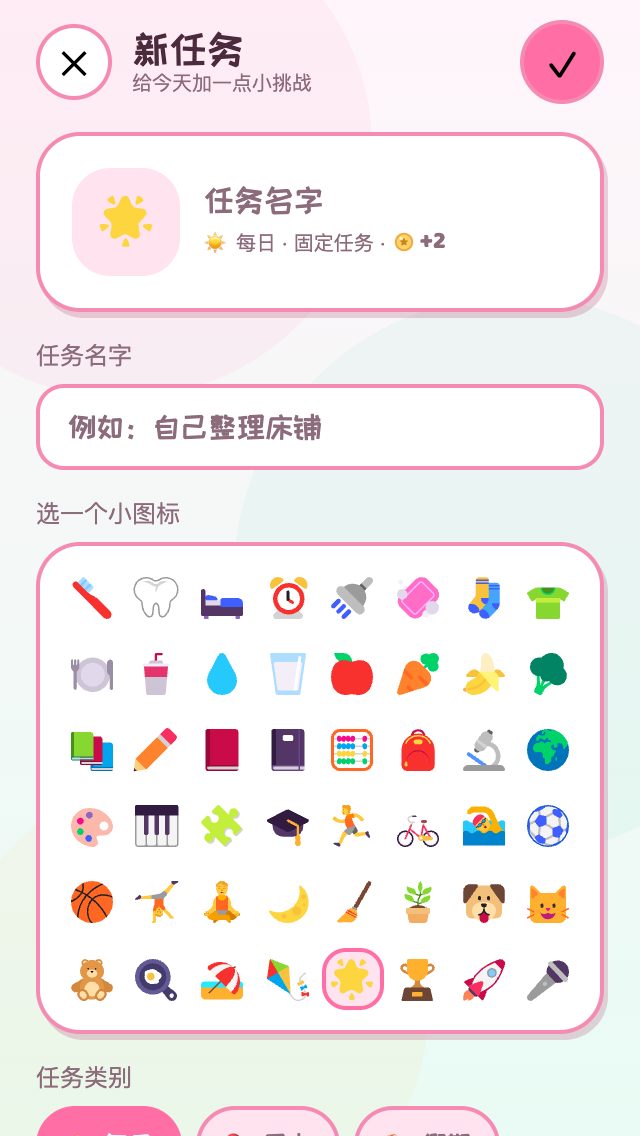 新任务
给今天加一点小挑战
任务名字
每日 · 固定任务 · +2
任务名字
例如：自己整理床铺
选一个小图标
任务类别